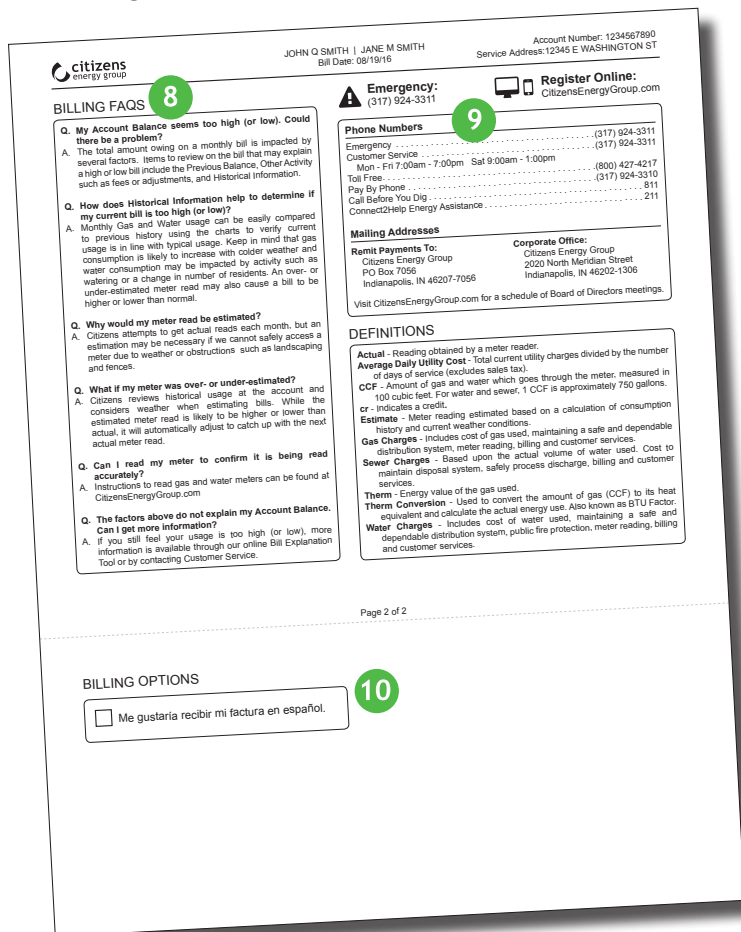 citizens
energy group
JOHN Q SMITH | JANE M SMITH
Bill Date: 08/19/16
Account Number: 1234567890
Service Address:12345 E WASHINGTON ST
BILLING FAQS
8
Q. My Account Balance seems too high (or low). Could
there be a problem?
A. The total amount owing on a monthly bill is impacted by
several factors. Items to review on the bill that may explain
a high or low bill include the Previous Balance, Other Activity
such as fees or adjustments, and Historical Information.
Q. How does Historical Information help to determine if
my current bill is too high (or low)?
A. Monthly Gas and Water usage can be easily compared
to previous history using the charts to verify current
usage is in line with typical usage. Keep in mind that gas
consumption is likely to increase with colder weather and
water consumption may be impacted by activity such as
watering or a change in number of residents. An over- or
under-estimated meter read may also cause a bill to be
higher or lower than normal.
Q. Why would my meter read be estimated?
A. Citizens attempts to get actual reads each month, but an
estimation may be necessary if we cannot safely access a
meter due to weather or obstructions such as landscaping
and fences.
Q. What if my meter was over- or under-estimated?
A. Citizens reviews historical usage at the account and
considers weather when estimating bills. While the
estimated meter read is likely to be higher or lower than
actual, it will automatically adjust to catch up with the next
actual meter read.
Q. Can I read my meter to confirm it is being read
accurately?
A. Instructions to read gas and water meters can be found at
CitizensEnergyGroup.com
Q. The factors above do not explain my Account Balance.
Can I get more information?
A. If you still feel your usage is too high (or low), more
information is available through our online Bill Explanation
Tool or by contacting Customer Service.
Emergency:
(317) 924-3311
Register Online:
CitizensEnergyGroup.com
9
Phone Numbers
Emergency . . . . . . . . . . . . . . . . . . . . (317) 924-3311
Customer Service . . . . . . . . . . . . . . . . . . . . (317) 924-3311
Mon - Fri 7:00am - 7:00pm Sat 9:00am - 1:00pm
Toll Free. . . . . . . . . . . . . . . . . . . . (800) 427-4217
Pay By Phone . . . . . . . . . . . . . . . . . . . . (317) 924-3310
Call Before You Dig . . . . . . . . . . . . . . . . . . . . 811
Connect2Help Energy Assistance . . . . . . . . . . . . . . . . . . . . 211
Mailing Addresses
Remit Payments To:
Citizens Energy Group
PO Box 7056
Indianapolis, IN 46207-7056
Corporate Office:
Citizens Energy Group
2020 North Meridian Street
Indianapolis, IN 46202-1306
Visit CitizensEnergyGroup.com for a schedule of Board of Directors meetings.
DEFINITIONS
Actual - Reading obtained by a meter reader.
Average Daily Utility Cost - Total current utility charges divided by the number
of days of service (excludes sales tax).
CCF - Amount of gas and water which goes through the meter, measured in
100 cubic feet. For water and sewer, 1 CCF is approximately 750 gallons.
cr - Indicates a credit.
Estimate - Meter reading estimated based on a calculation of consumption
history and current weather conditions.
Gas Charges - Includes cost of gas used, maintaining a safe and dependable
distribution system, meter reading, billing and customer services.
Sewer Charges - Based upon the actual volume of water used. Cost to
maintain disposal system, safely process discharge, billing and customer
services.
Therm - Energy value of the gas used.
Therm Conversion - Used to convert the amount of gas (CCF) to its heat
equivalent and calculate the actual energy use. Also known as BTU Factor.
Water Charges - Includes cost of water used, maintaining a safe and
dependable distribution system, public fire protection, meter reading, billing
and customer services.
Page 2 of 2
BILLING OPTIONS
10
Me gustaría recibir mi factura en español.